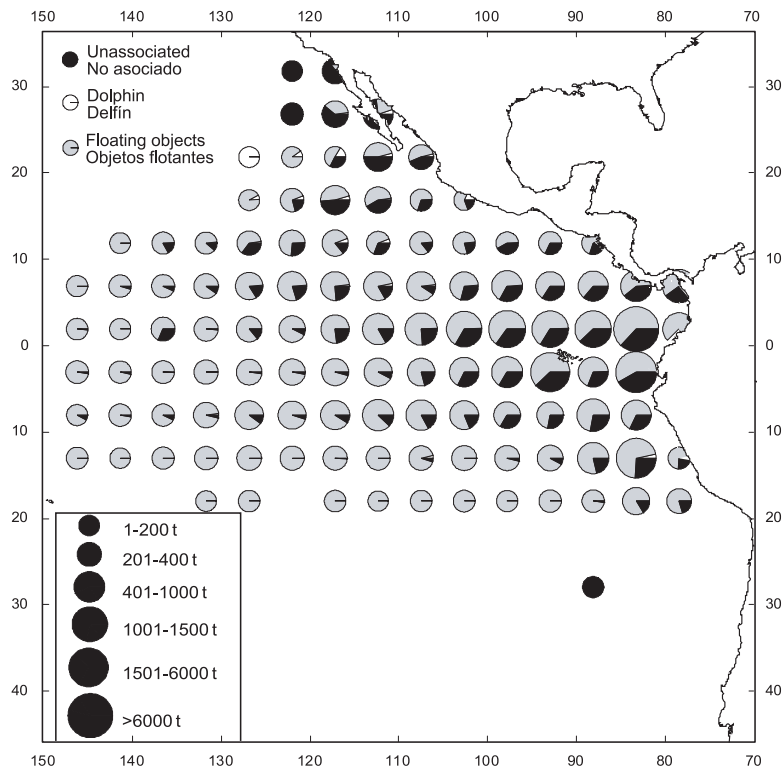 150 140 130 120 110 100 90 80 70
Unassociated
No asociado
Dolphin
Delfín
Floating objects
Objetos flotantes
30 30
20 20
10 10
0 0
10 10
20 20
30 30
40 40
1-200 t
201-400 t
401-1000 t
1001-1500 t
1501-6000 t
>6000 t
150 140 130 120 110 100 90 80 70